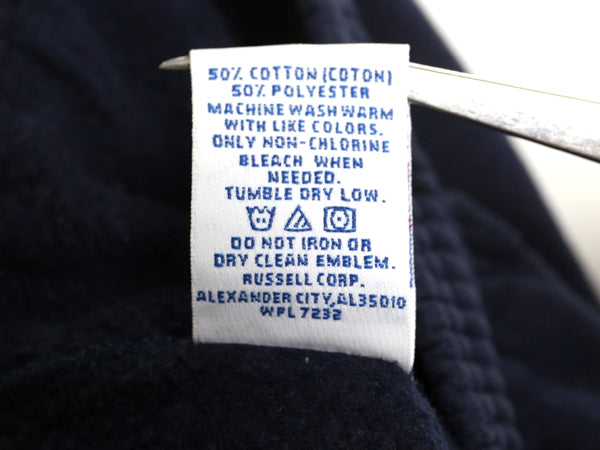 50% COTTON (COTON)
50% POLYESTER
MACHINE WASH WARM
WITH LIKE COLORS.
ONLY NON-CHLORINE
BLEACH WHEN
NEEDED.
TUMBLE DRY LOW.
DO NOT IRON OR
DRY CLEAN EMBLEM.
RUSSELL CORP.
ALEXANDER CITY,AL35010
WPL 7232